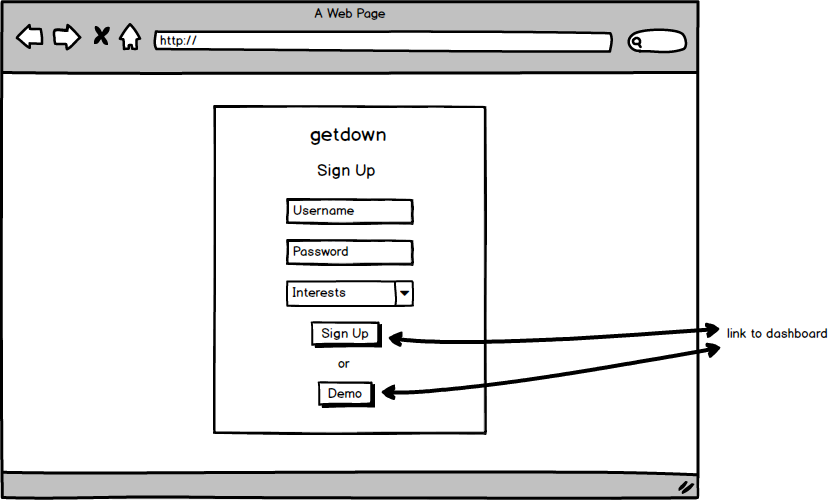 A Web Page
http://
getdown
Sign Up
Username
Password
Interests
Sign Up
link to dashboard
or
Demo